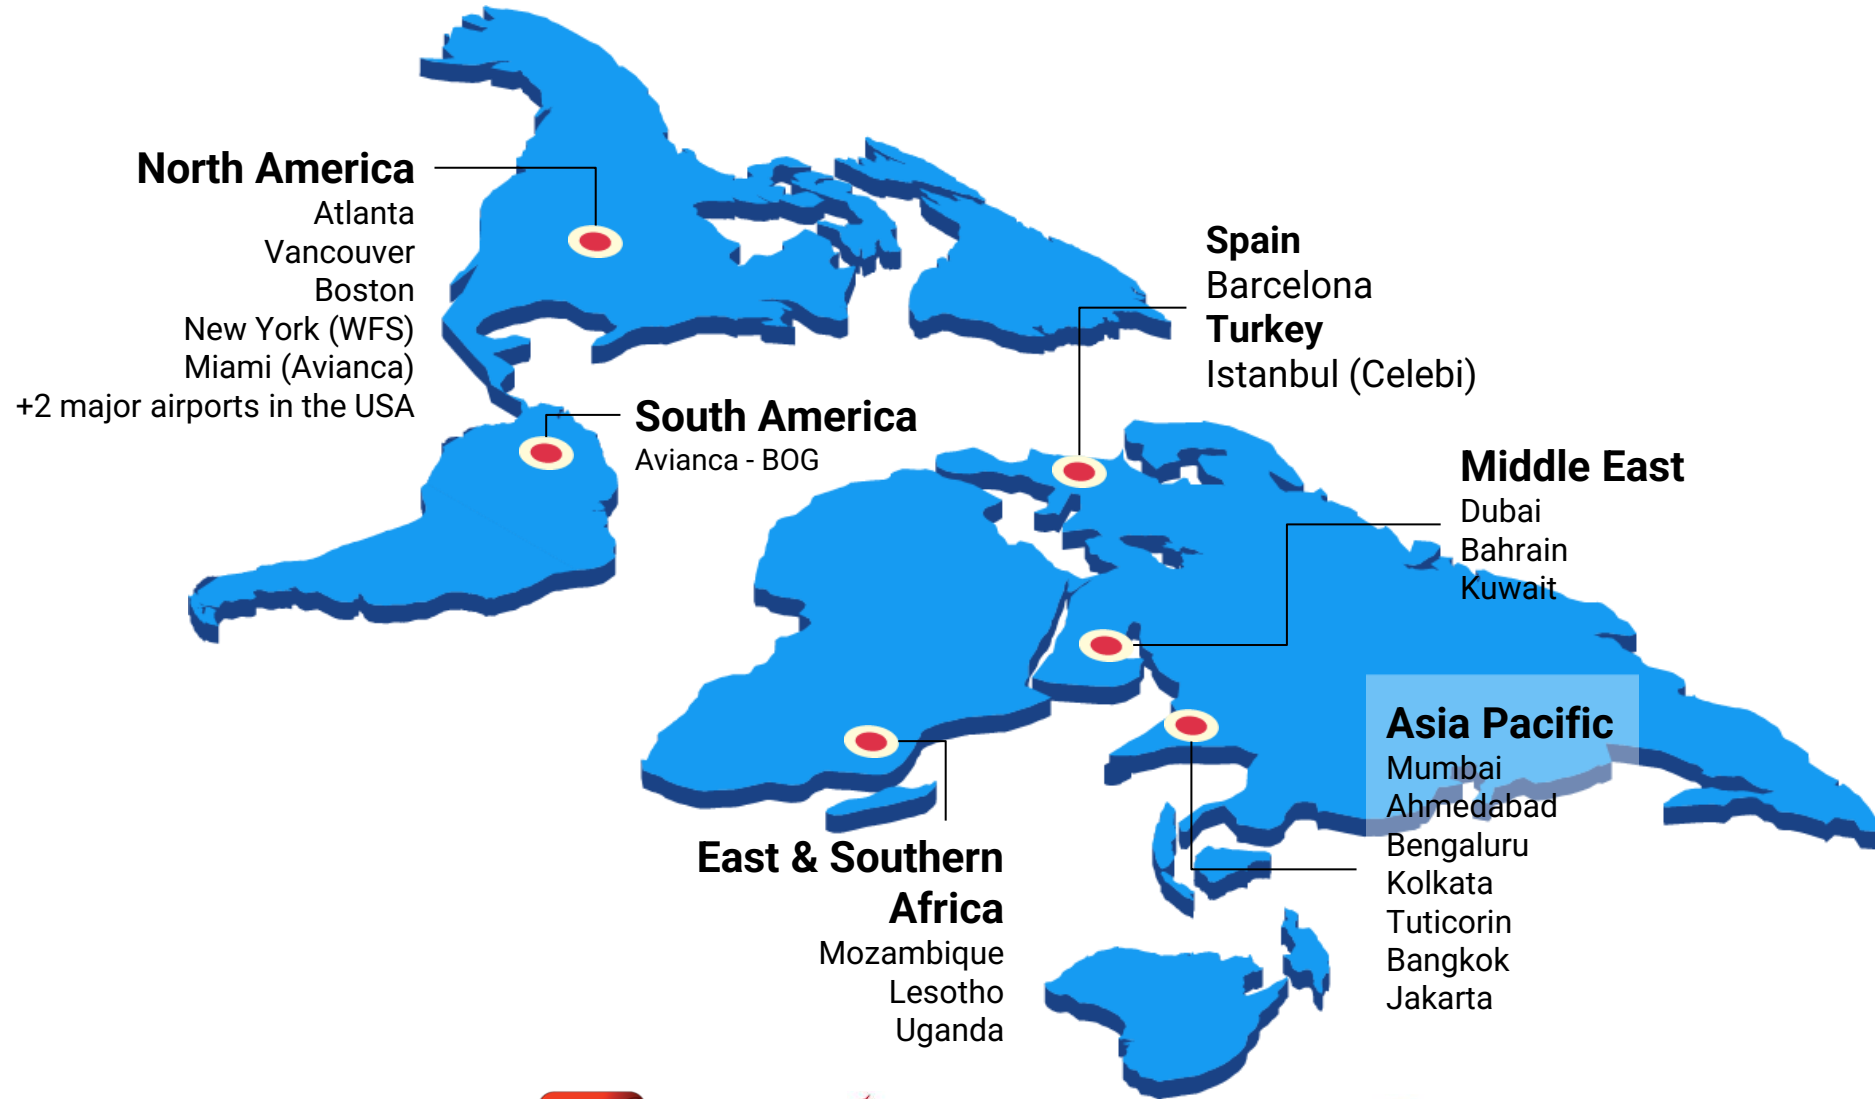 North America
Atlanta
Vancouver
Boston
New York (WFS)
Miami (Avianca)
+2 major airports in the USA
South America
Avianca - BOG
Spain
Barcelona
Turkey
Istanbul (Celebi)
Middle East
Dubai
Bahrain
Kuwait
Asia Pacific
Mumbai
Ahmedabad
Bengaluru
Kolkata
Tuticorin
Bangkok
Jakarta
East & Southern
Africa
Mozambique
Lesotho
Uganda